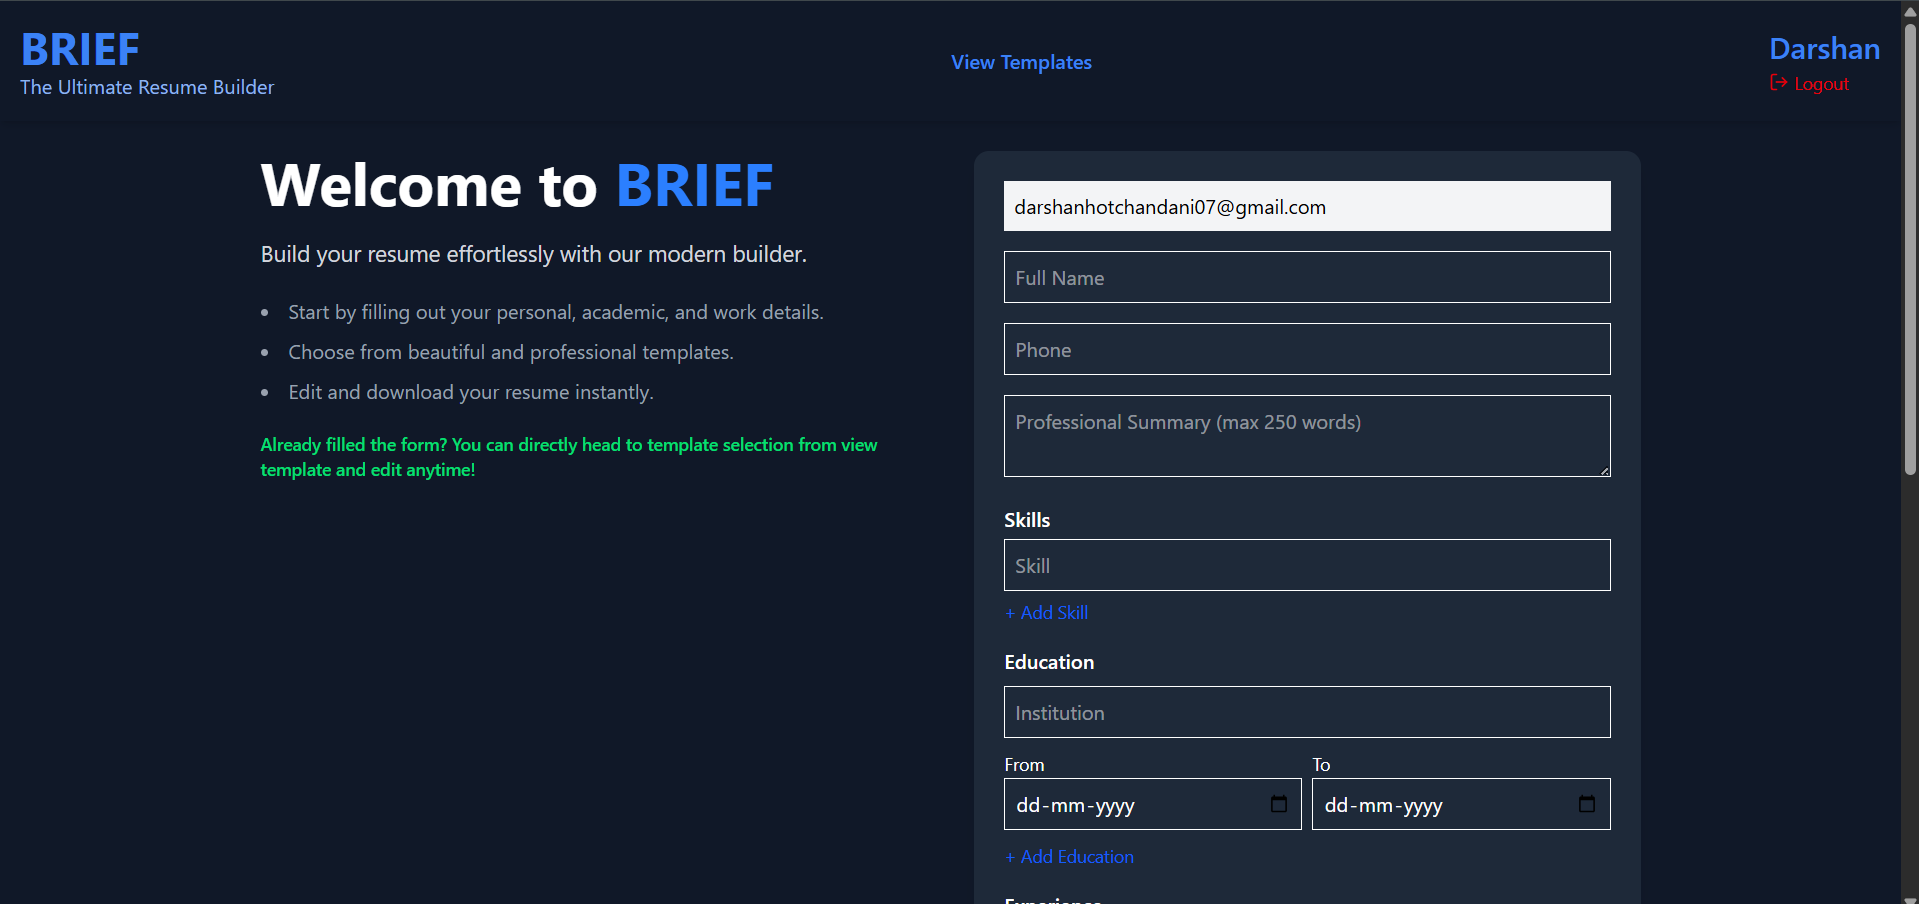 BRIEF
The Ultimate Resume Builder
View Templates
Darshan
Logout
Welcome to BRIEF
Build your resume effortlessly with our modern builder.
• Start by filling out your personal, academic, and work details.
• Choose from beautiful and professional templates.
• Edit and download your resume instantly.
Already filled the form? You can directly head to template selection from view
template and edit anytime!
darshanhotchandani07@gmail.com
Full Name
Phone
Professional Summary (max 250 words)
Skills
Skill
+ Add Skill
Education
Institution
From To
dd-mm-yyyy dd-mm-yyyy
+ Add Education
Experience